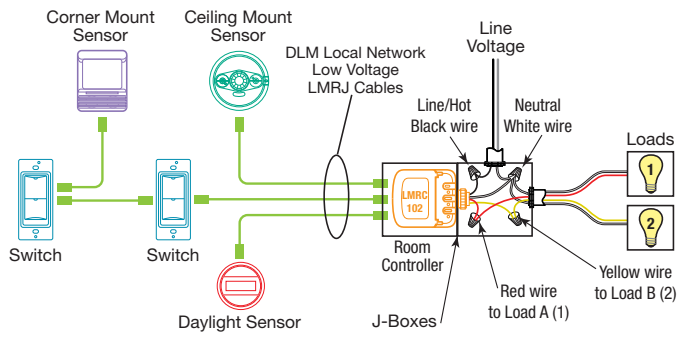 Corner Mount
Sensor
Ceiling Mount
Sensor
DLM Local Network
Low Voltage
LMRJ Cables
Line
Voltage
Line/Hot
Black wire
Neutral
White wire
Loads
1
2
LMRC
102
Switch
Switch
Room
Controller
Daylight Sensor
J-Boxes
Red wire
to Load A (1)
Yellow wire
to Load B (2)